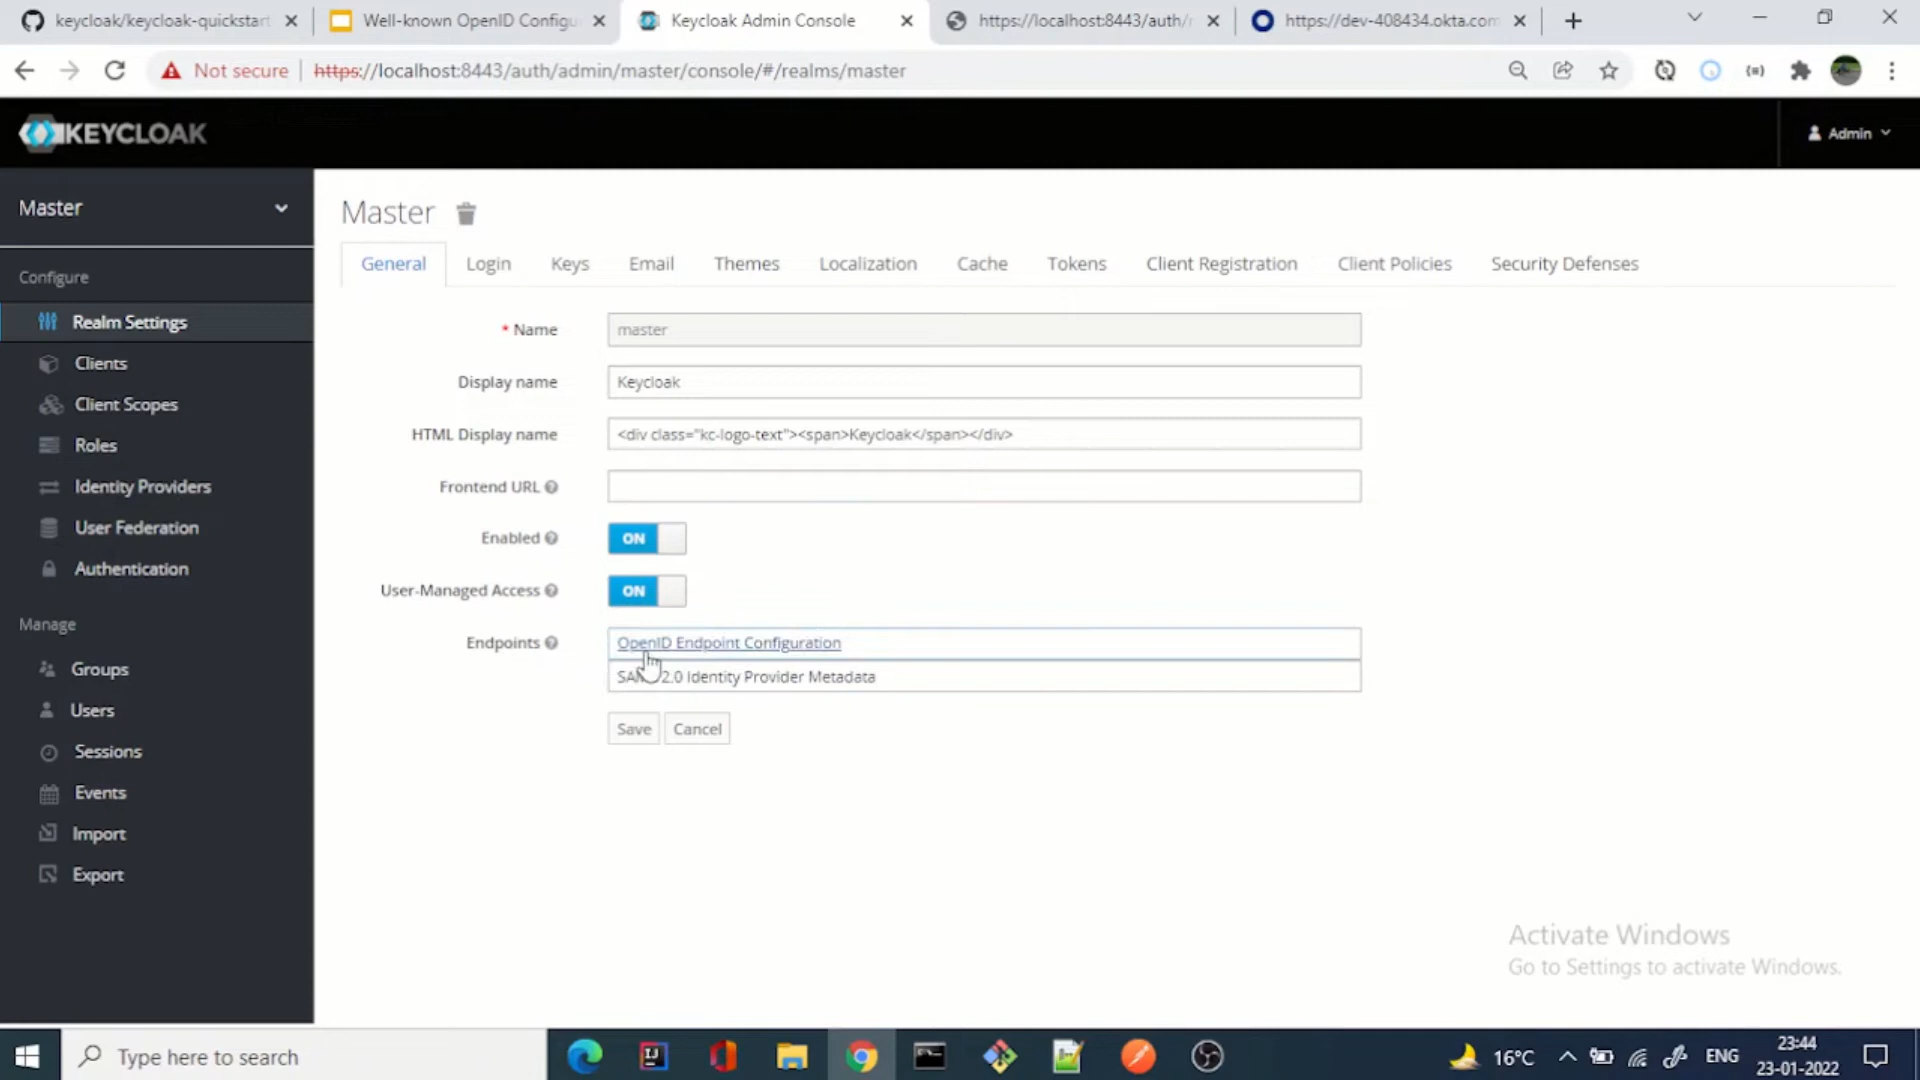 keycloak/keycloak-quickstart
Well-known OpenID Configu
Keycloak Admin Console
https://localhost:8443/auth/r
https://dev-408434.okta.com
Not secure
https://localhost:8443/auth/admin/master/console/#/realms/master
KEYCLOAK
Admin
Master
Configure
Realm Settings
Clients
Client Scopes
Roles
Identity Providers
User Federation
Authentication
Manage
Groups
Users
Sessions
Events
Import
Export
Master
General
Login
Keys
Email
Themes
Localization
Cache
Tokens
Client Registration
Client Policies
Security Defenses
* Name
master
Display name
Keycloak
HTML Display name
<div class="kc-logo-text"><span>Keycloak</span></div>
Frontend URL
Enabled
ON
User-Managed Access
ON
Endpoints
OpenID Endpoint Configuration
2.0 Identity Provider Metadata
Save
Cancel
Activate Windows
Go to Settings to activate Windows.
Type here to search
16°C
ENG
23:44
23-01-2022